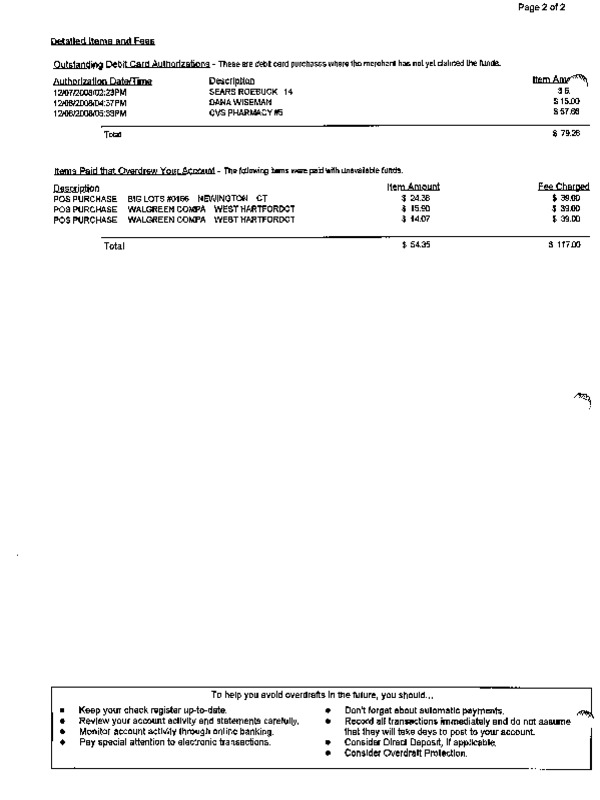 Page 2 of 2
Detailed Items and Fees
Outstanding Debit Card Authorizations - These are debit card purchases where the merchant has not yet claimed the funds.
Authorization Date/Time Description Item
12/07/2008/02:23PM SEARS ROEBUCK 14 $ 6.
12/08/2008/04:37PM DANA WISEMAN $ 15.00
12/08/2008/05:33PM CVS PHARMACY #5 $ 57.66
Total $ 79.26
Items Paid that Overdrew Your Account - The following items were paid with unavailable funds.
Description Item Amount Fee Charged
POS PURCHASE BIG LOTS #0166 NEWINGTON CT $ 24.38 $ 39.00
POS PURCHASE WALGREEN COMPA WEST HARTFORDCT $ 15.90 $ 39.00
POS PURCHASE WALGREEN COMPA WEST HARTFORDCT $ 14.07 $ 39.00
Total $ 54.35 $ 117.00
To help you avoid overdrafts in the future, you should...
• Keep your check register up-to-date.
• Review your account activity and statements carefully.
• Monitor account activity through online banking.
• Pay special attention to electronic transactions.
• Don't forget about automatic payments.
• Record all transactions immediately and do not assume
that they will take days to post to your account.
• Consider Direct Deposit, if applicable.
• Consider Overdraft Protection.